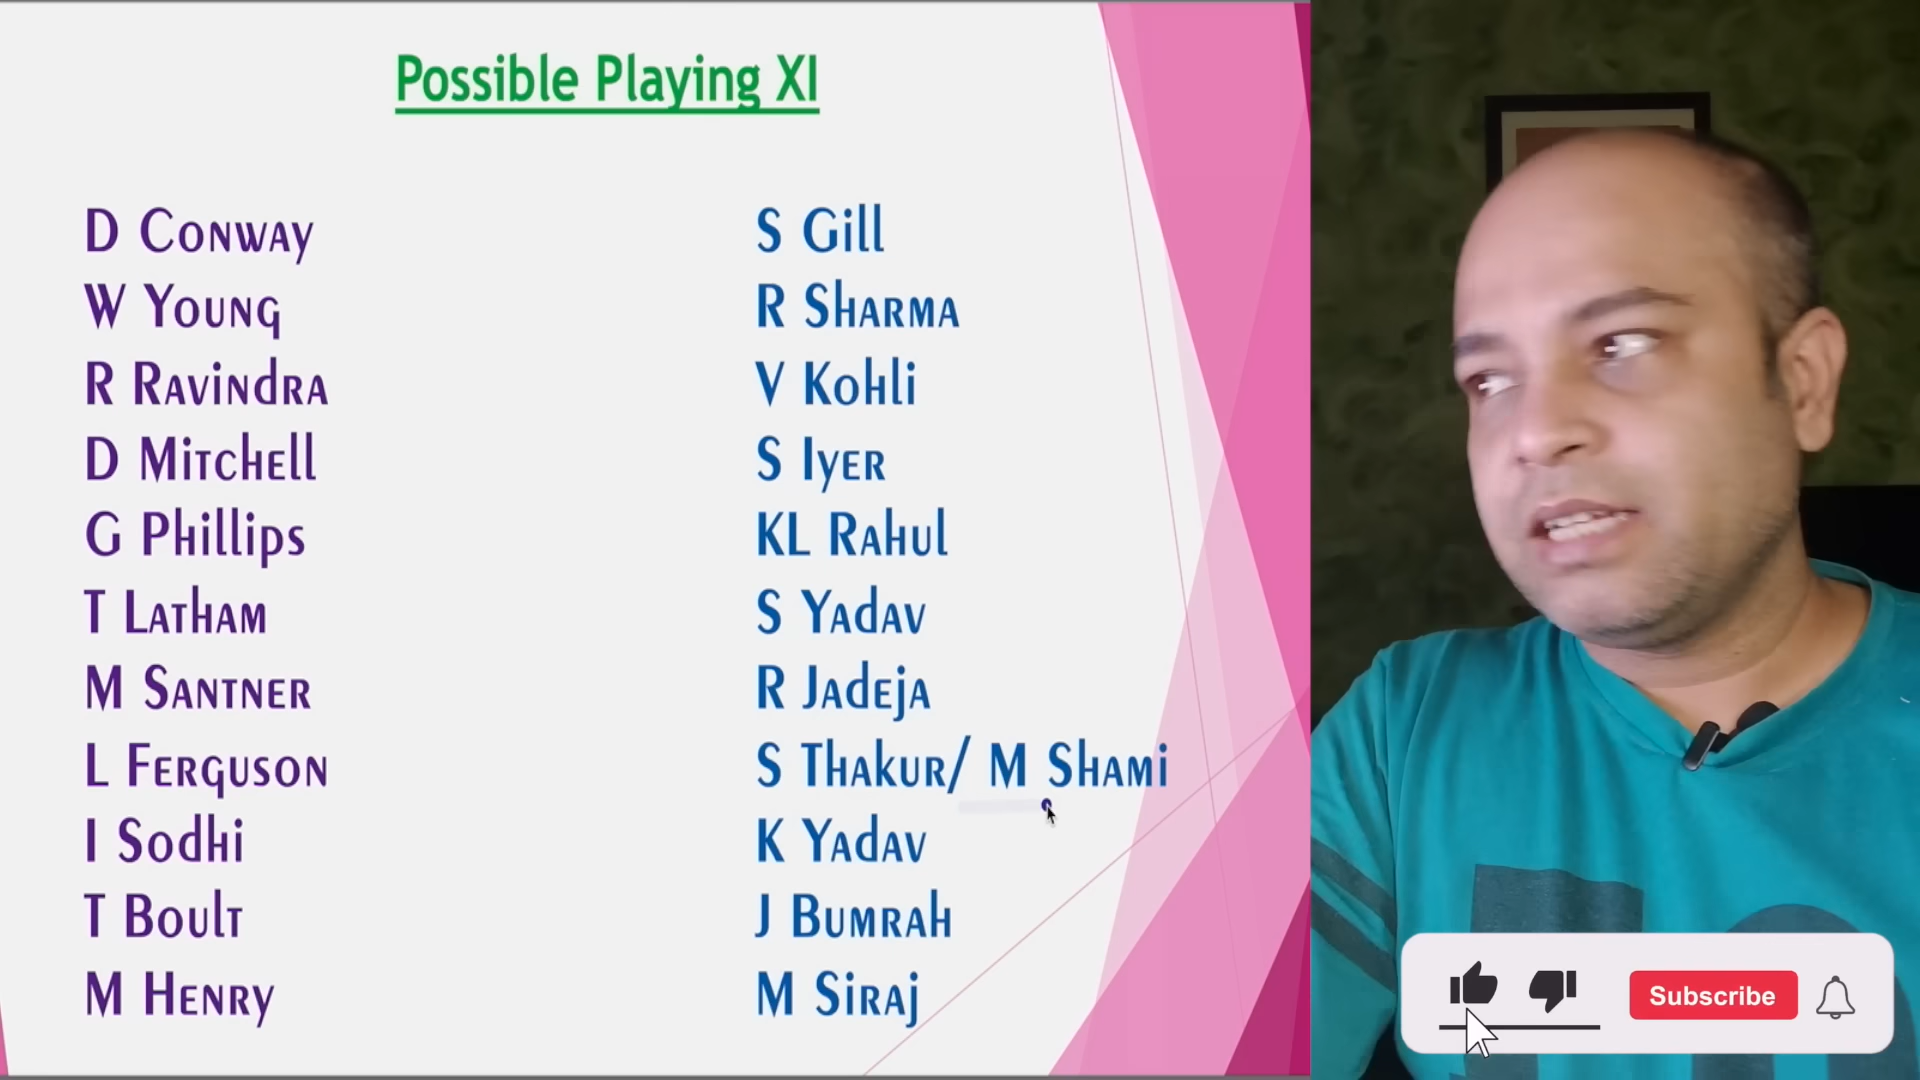 Possible Playing XI
D Conway
W Young
R Ravindra
D Mitchell
G Phillips
T Latham
M Santner
L Ferguson
I Sodhi
T Boult
M Henry
S Gill
R Sharma
V Kohli
S Iyer
KL Rahul
S Yadav
R Jadeja
S Thakur/ M Shami
K Yadav
J Bumrah
M Siraj
Subscribe